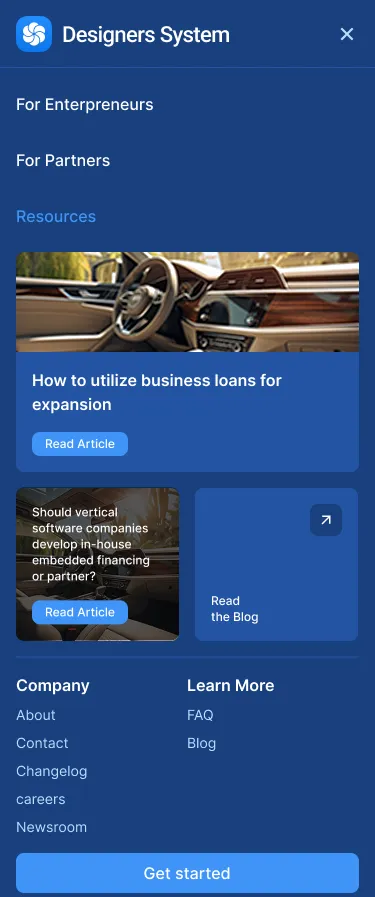 Designers System
For Enterpreneurs
For Partners
Resources
How to utilize business loans for
expansion
Read Article
Should vertical
software companies
develop in-house
embedded financing
or partner?
Read Article
Read
the Blog
Company
About
Contact
Changelog
careers
Newsroom
Learn More
FAQ
Blog
Get started